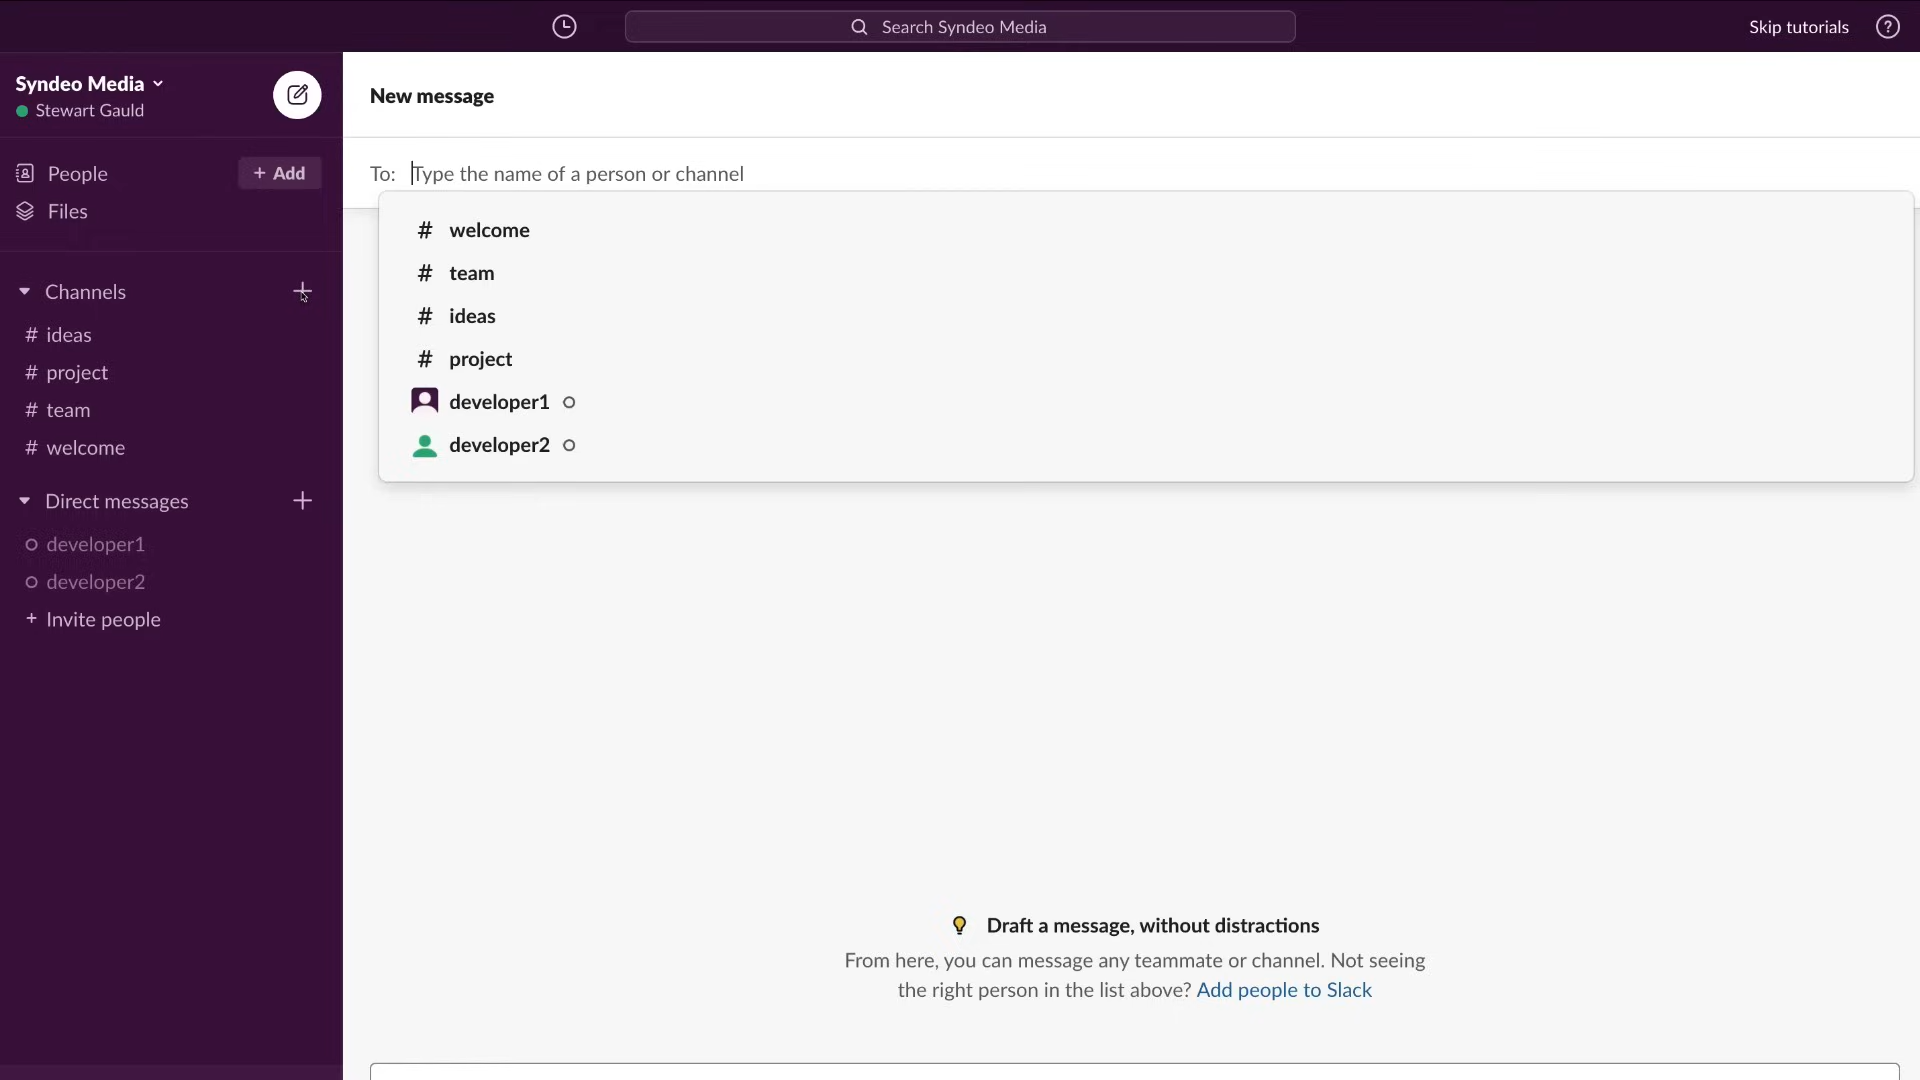 Search Syndeo Media
Skip tutorials
?
Syndeo Media
Stewart Gauld
People
+ Add
Files
Channels
+
# ideas
# project
# team
# welcome
Direct messages
+
developer1
developer2
+ Invite people
New message
To: Type the name of a person or channel
# welcome
# team
# ideas
# project
developer1
developer2
Draft a message, without distractions
From here, you can message any teammate or channel. Not seeing
the right person in the list above? Add people to Slack